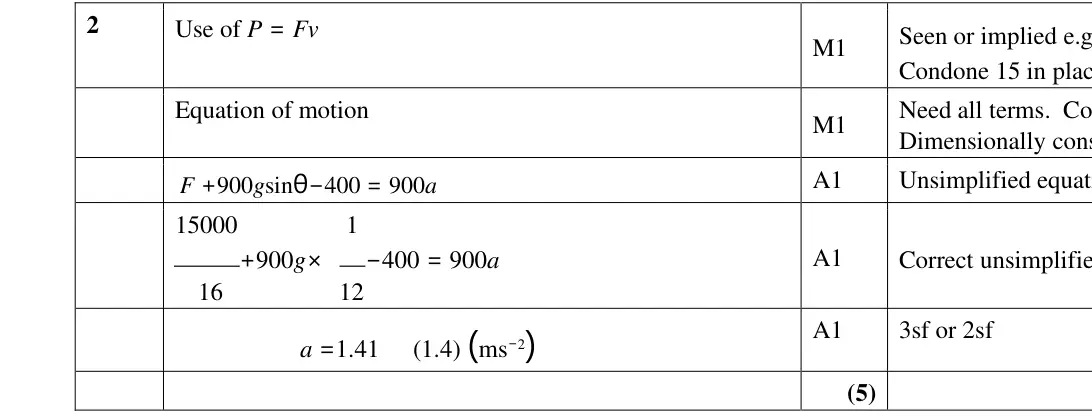 2 Use of P = Fv M1 Seen or implied e.g
Condone 15 in plac
Equation of motion M1 Need all terms. Co
Dimensionally cons
F +900gsinθ−400 = 900a A1 Unsimplified equat
15000 1
+900g× −400 = 900a A1 Correct unsimplifie
16 12
a =1.41 (1.4) (ms⁻²) A1 3sf or 2sf
(5)